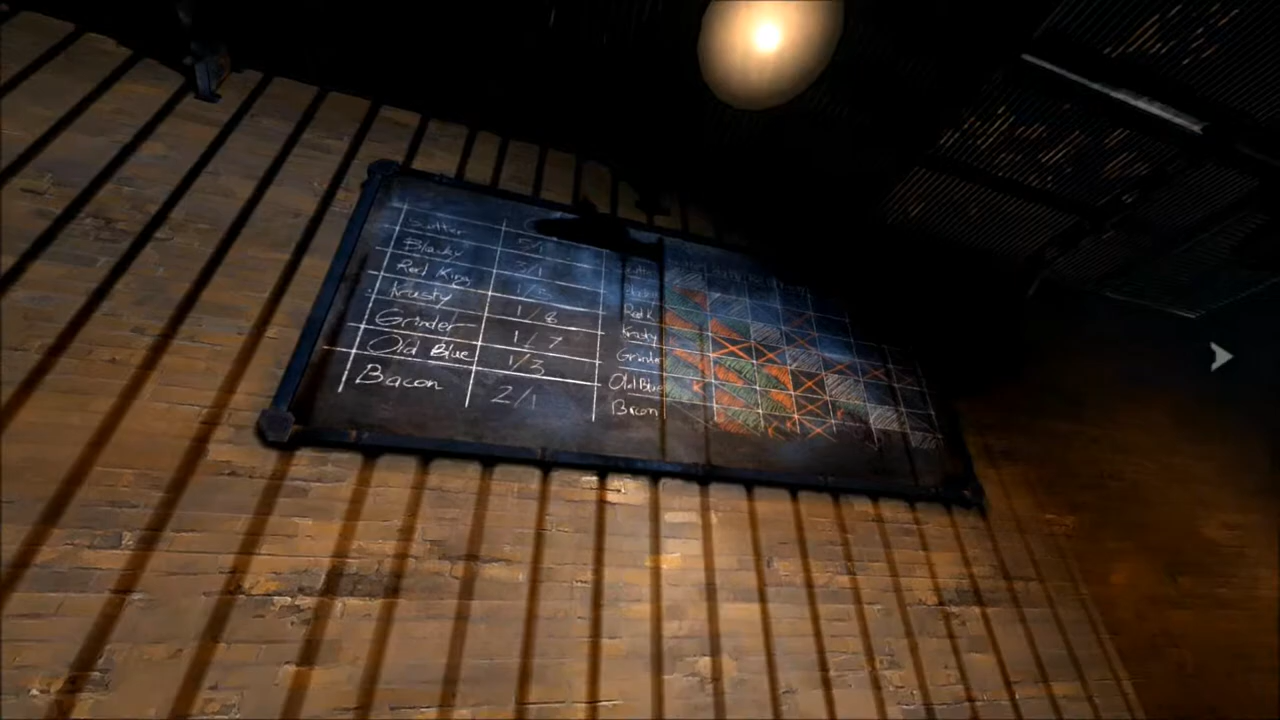 Scutter 5/1
Blacky 3/1
Red King 1/5
Krusty 1/8
Grinder 1/7
Old Blue 1/3
Bacon 2/1
Red K
Krusty
Grinder
Old Blue
Bacon